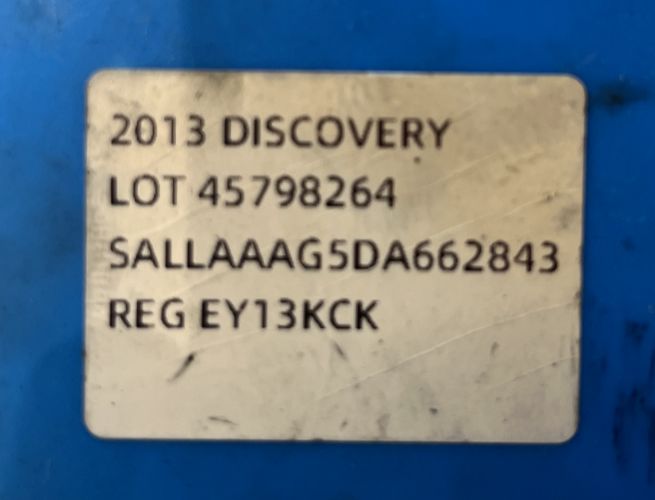 2013 DISCOVERY
LOT 45798264
SALLAAAG5DA662843
REG EY13KCK